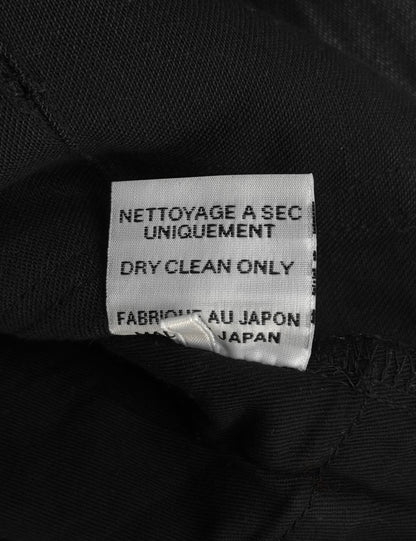 NETTOYAGE A SEC
UNIQUEMENT
DRY CLEAN ONLY
FABRIQUE AU JAPON
JAPAN